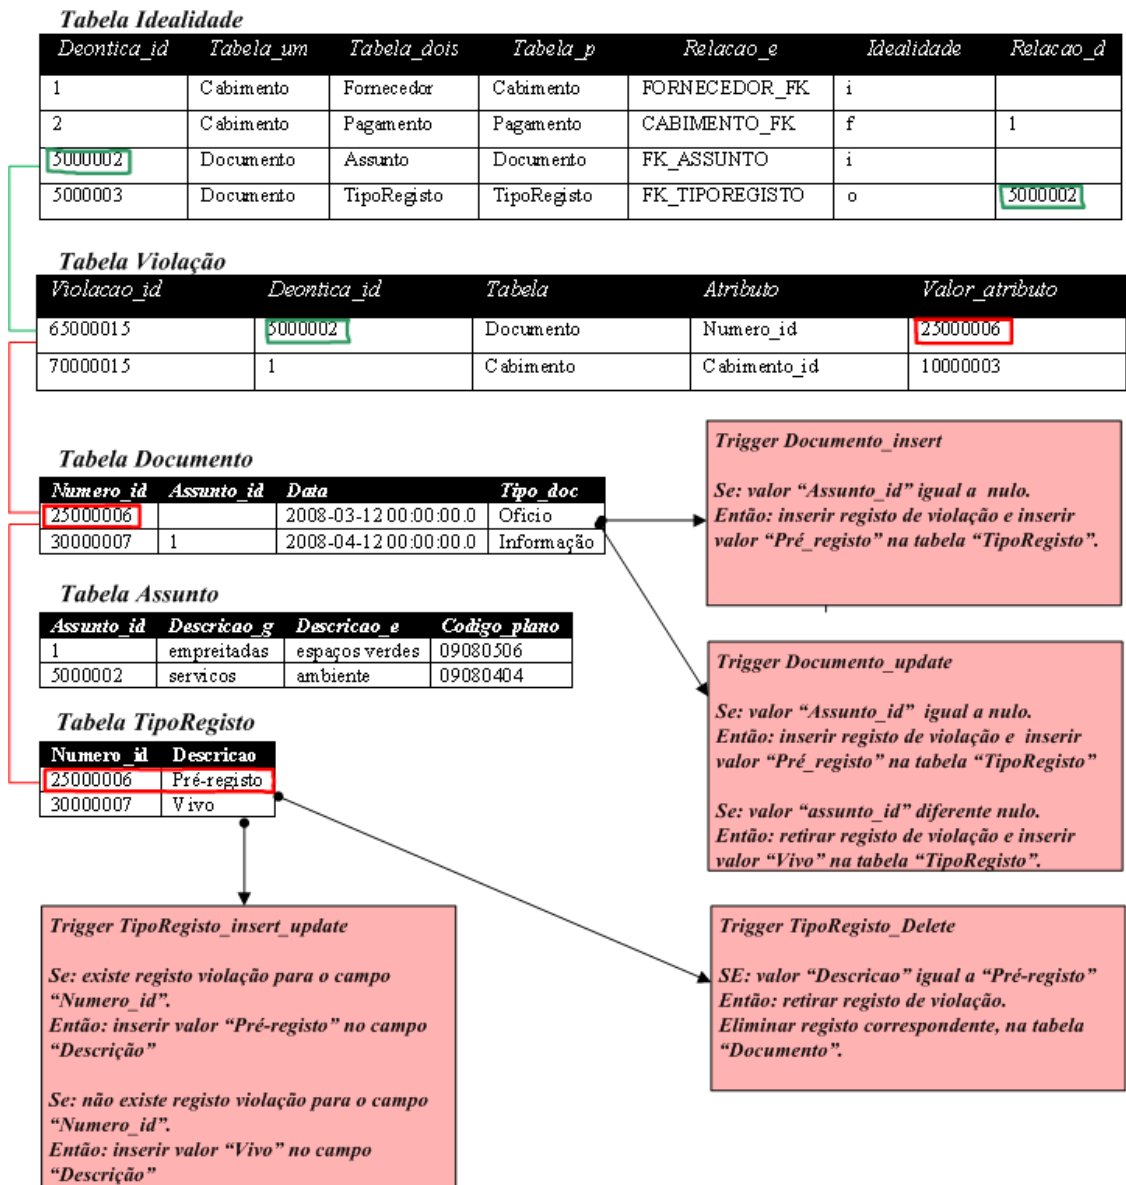 Tabela Idealidade
Deontica_id Tabela_um Tabela_dois Tabela_p Relacao_e Idealidade Relacao_d
1 Cabimento Fornecedor Cabimento FORNECEDOR_FK i
2 Cabimento Pagamento Pagamento CABIMENTO_FK f 1
5000002 Documento Assunto Documento FK_ASSUNTO i
5000003 Documento TipoRegisto TipoRegisto FK_TIPOREGISTO o 5000002
Tabela Violação
Violacao_id Deontica_id Tabela Atributo Valor_atributo
65000015 5000002 Documento Numero_id 25000006
70000015 1 Cabimento Cabimento_id 10000003
Tabela Documento
Numero_id Assunto_id Data Tipo_doc
25000006 2008-03-12 00:00:00.0 Oficio
30000007 1 2008-04-12 00:00:00.0 Informação
Trigger Documento_insert
Se: valor “Assunto_id” igual a nulo.
Então: inserir registo de violação e inserir
valor “Pré_registo” na tabela “TipoRegisto”.
Tabela Assunto
Assunto_id Descricao_g Descricao_e Codigo_plano
1 empreitadas espaços verdes 09080506
5000002 servicos ambiente 09080404
Trigger Documento_update
Se: valor “Assunto_id” igual a nulo.
Então: inserir registo de violação e inserir
valor “Pré_registo” na tabela “TipoRegisto”
Se: valor “assunto_id” diferente nulo.
Então: retirar registo de violação e inserir
valor “Vivo” na tabela “TipoRegisto”.
Tabela TipoRegisto
Numero_id Descricao
25000006 Pré-registo
30000007 Vivo
Trigger TipoRegisto_insert_update
Se: existe registo violação para o campo
“Numero_id”.
Então: inserir valor “Pré-registo” no campo
“Descrição”
Se: não existe registo violação para o campo
“Numero_id”.
Então: inserir valor “Vivo” no campo
“Descrição”
Trigger TipoRegisto_Delete
SE: valor “Descricao” igual a “Pré-registo”
Então: retirar registo de violação.
Eliminar registo correspondente, na tabela
“Documento”.